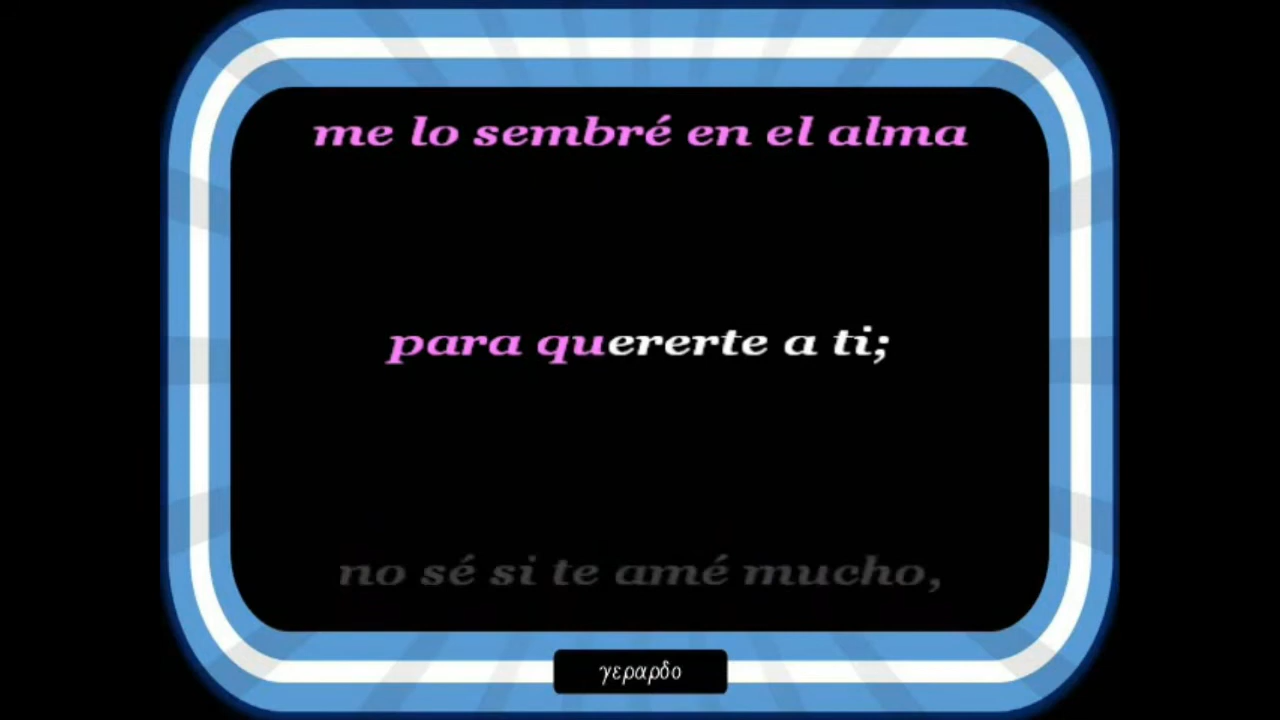 me lo sembré en el alma
para quererte a ti;
no sé si te amé mucho,
γεραρδο